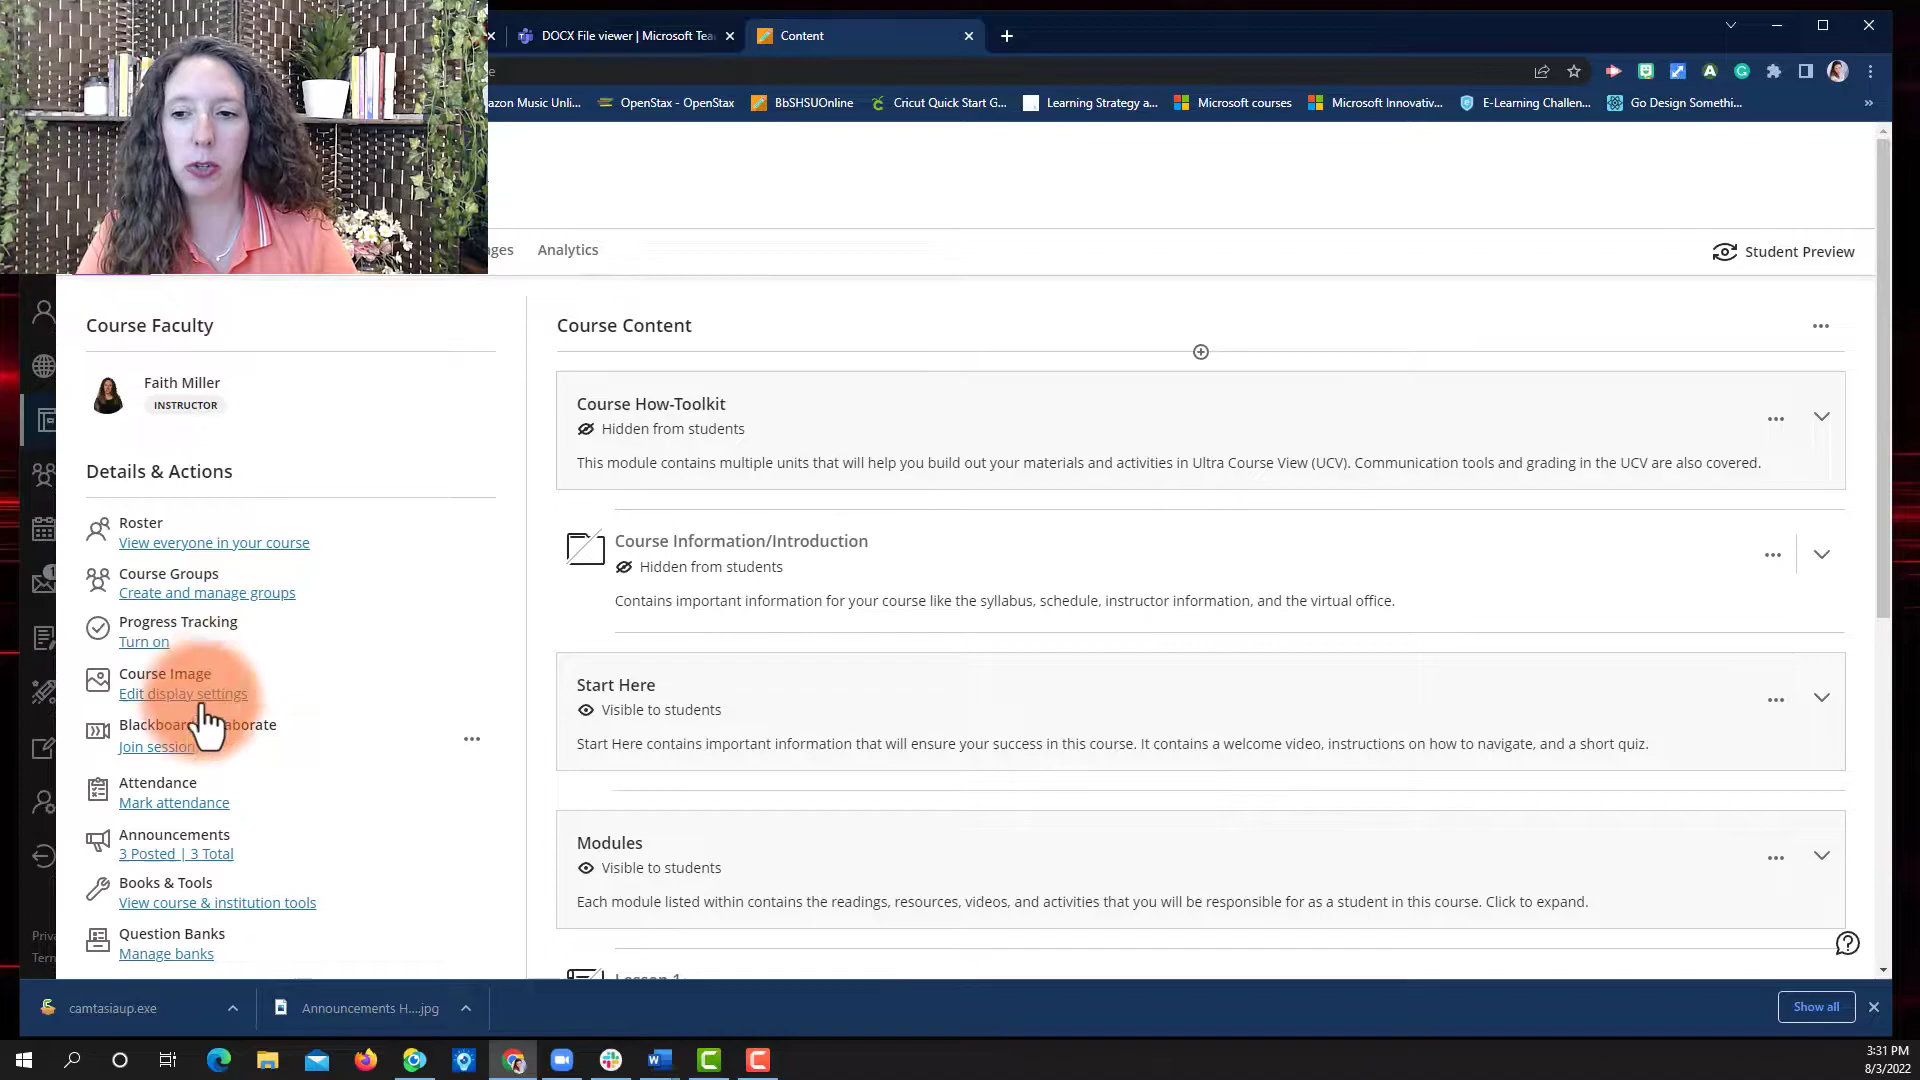 DOCX File viewer | Microsoft Tea
Content
azon Music Unli...
OpenStax - OpenStax
BbSHSUOnline
Cricut Quick Start G...
Learning Strategy a...
Microsoft courses
Microsoft Innovativ...
E-Learning Challen...
Go Design Somethi...
ges
Analytics
Student Preview
Course Faculty
Faith Miller
INSTRUCTOR
Details & Actions
Roster
View everyone in your course
Course Groups
Create and manage groups
Progress Tracking
Turn on
Course Image
Edit display settings
Blackboard aborate
Join session
Attendance
Mark attendance
Announcements
3 Posted | 3 Total
Books & Tools
View course & institution tools
Question Banks
Manage banks
1
Priva
Term
Course Content
Course How-Toolkit
Hidden from students
This module contains multiple units that will help you build out your materials and activities in Ultra Course View (UCV). Communication tools and grading in the UCV are also covered.
Course Information/Introduction
Hidden from students
Contains important information for your course like the syllabus, schedule, instructor information, and the virtual office.
Start Here
Visible to students
Start Here contains important information that will ensure your success in this course. It contains a welcome video, instructions on how to navigate, and a short quiz.
Modules
Visible to students
Each module listed within contains the readings, resources, videos, and activities that you will be responsible for as a student in this course. Click to expand.
Lesson 1
camtasiaup.exe
Announcements H....jpg
Show all
3:31 PM
8/3/2022